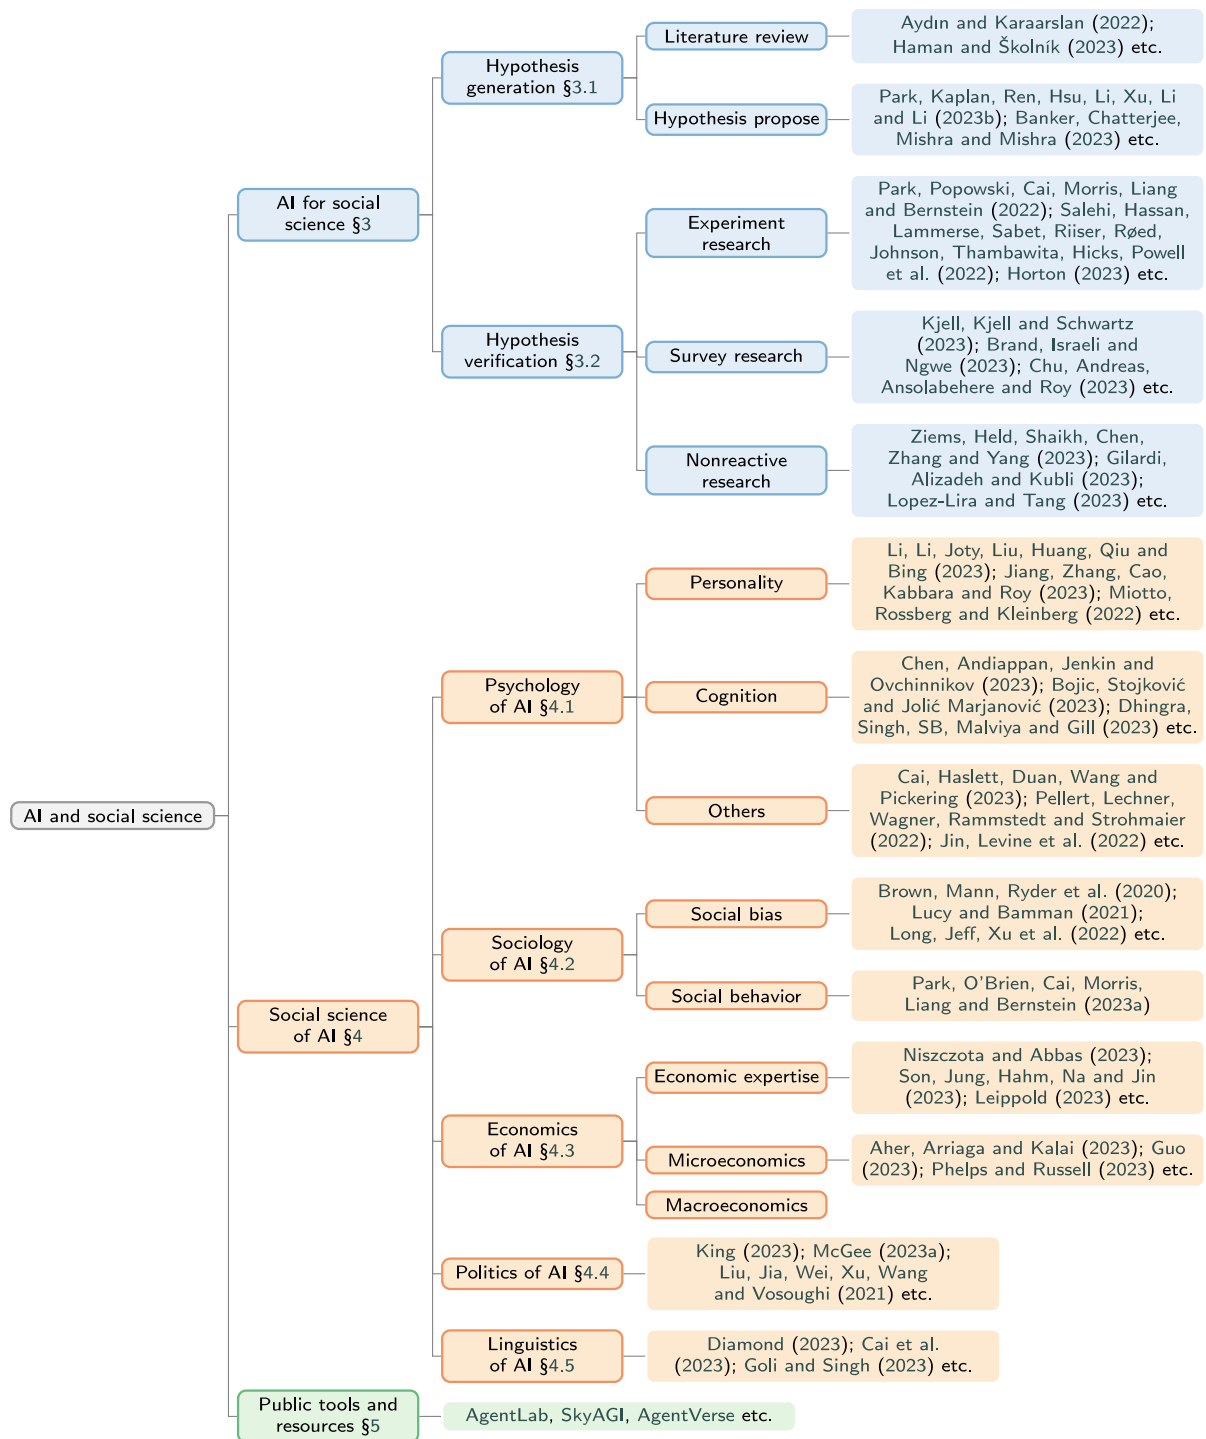 Literature review
Aydın and Karaarslan (2022);
Haman and Školník (2023) etc.
Hypothesis
generation §3.1
Hypothesis propose
Park, Kaplan, Ren, Hsu, Li, Xu, Li
and Li (2023b); Banker, Chatterjee,
Mishra and Mishra (2023) etc.
AI for social
science §3
Experiment
research
Park, Popowski, Cai, Morris, Liang
and Bernstein (2022); Salehi, Hassan,
Lammerse, Sabet, Riiser, Røed,
Johnson, Thambawita, Hicks, Powell
et al. (2022); Horton (2023) etc.
Hypothesis
verification §3.2
Survey research
Kjell, Kjell and Schwartz
(2023); Brand, Israeli and
Ngwe (2023); Chu, Andreas,
Ansolabehere and Roy (2023) etc.
Nonreactive
research
Ziems, Held, Shaikh, Chen,
Zhang and Yang (2023); Gilardi,
Alizadeh and Kubli (2023);
Lopez-Lira and Tang (2023) etc.
Personality
Li, Li, Joty, Liu, Huang, Qiu and
Bing (2023); Jiang, Zhang, Cao,
Kabbara and Roy (2023); Miotto,
Rossberg and Kleinberg (2022) etc.
Psychology
of AI §4.1
Cognition
Chen, Andiappan, Jenkin and
Ovchinnikov (2023); Bojic, Stojković
and Jolić Marjanović (2023); Dhingra,
Singh, SB, Malviya and Gill (2023) etc.
Others
Cai, Haslett, Duan, Wang and
Pickering (2023); Pellert, Lechner,
Wagner, Rammstedt and Strohmaier
(2022); Jin, Levine et al. (2022) etc.
AI and social science
Social bias
Brown, Mann, Ryder et al. (2020);
Lucy and Bamman (2021);
Long, Jeff, Xu et al. (2022) etc.
Sociology
of AI §4.2
Social behavior
Park, O'Brien, Cai, Morris,
Liang and Bernstein (2023a)
Social science
of AI §4
Economic expertise
Niszczota and Abbas (2023);
Son, Jung, Hahm, Na and Jin
(2023); Leippold (2023) etc.
Economics
of AI §4.3
Microeconomics
Aher, Arriaga and Kalai (2023); Guo
(2023); Phelps and Russell (2023) etc.
Macroeconomics
Politics of AI §4.4
King (2023); McGee (2023a);
Liu, Jia, Wei, Xu, Wang
and Vosoughi (2021) etc.
Linguistics
of AI §4.5
Diamond (2023); Cai et al.
(2023); Goli and Singh (2023) etc.
Public tools and
resources §5
AgentLab, SkyAGI, AgentVerse etc.